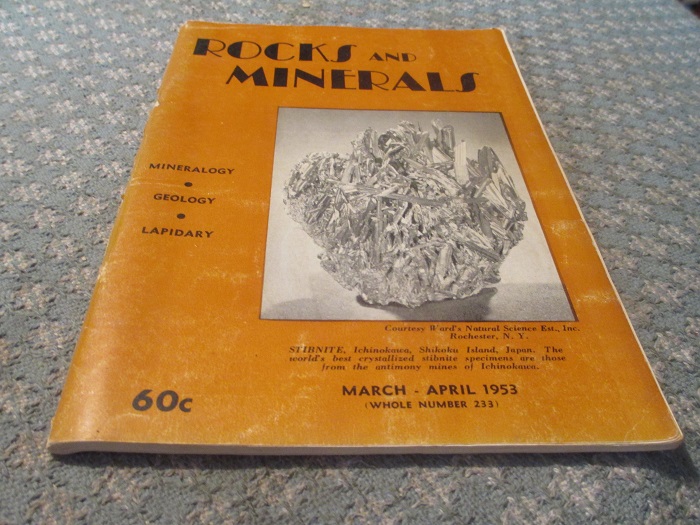 ROCKS AND
MINERALS
MINERALOGY
GEOLOGY
LAPIDARY
Courtesy Ward's Natural Science Est., Inc.
Rochester, N. Y.
STIBNITE, Ichinokawa, Shikoku Island, Japan. The
world's best crystallized stibnite specimens are those
from the antimony mines of Ichinokawa.
60c
MARCH - APRIL 1953
(WHOLE NUMBER 233)